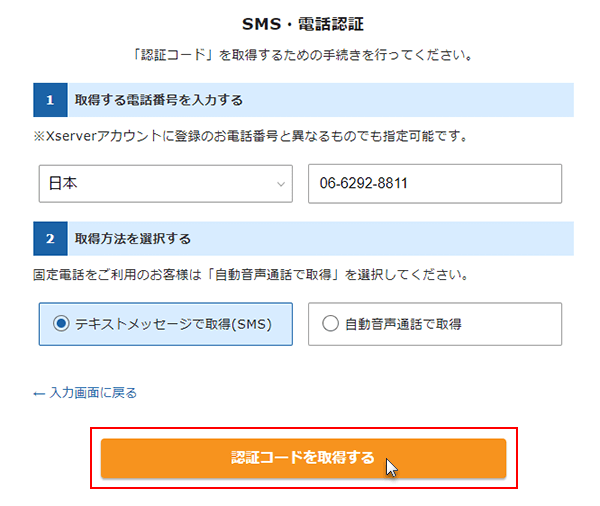 SMS・電話認証
「認証コード」を取得するための手続きを行ってください。
1 取得する電話番号を入力する
※Xserverアカウントに登録のお電話番号と異なるものでも指定可能です。
日本 06-6292-8811
2 取得方法を選択する
固定電話をご利用のお客様は「自動音声通話で取得」を選択してください。
テキストメッセージで取得(SMS) 自動音声通話で取得
← 入力画面に戻る
認証コードを取得する